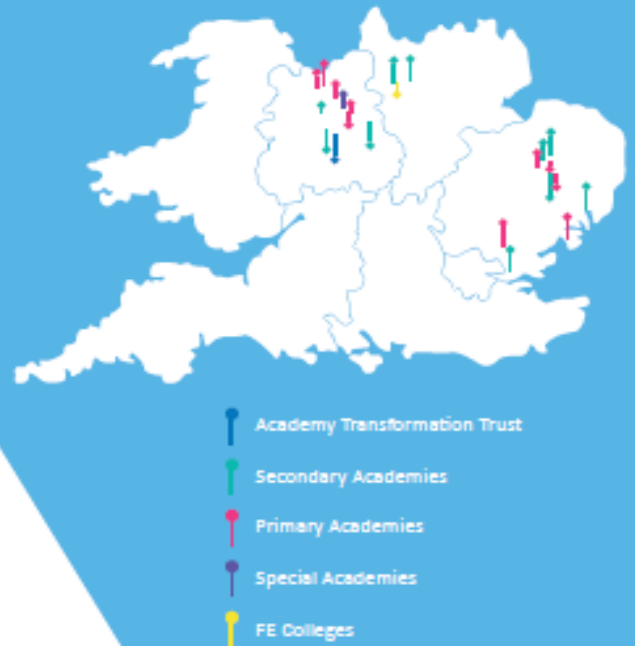 Academy Transformation Trust
Secondary Academies
Primary Academies
Special Academies
FE Colleges